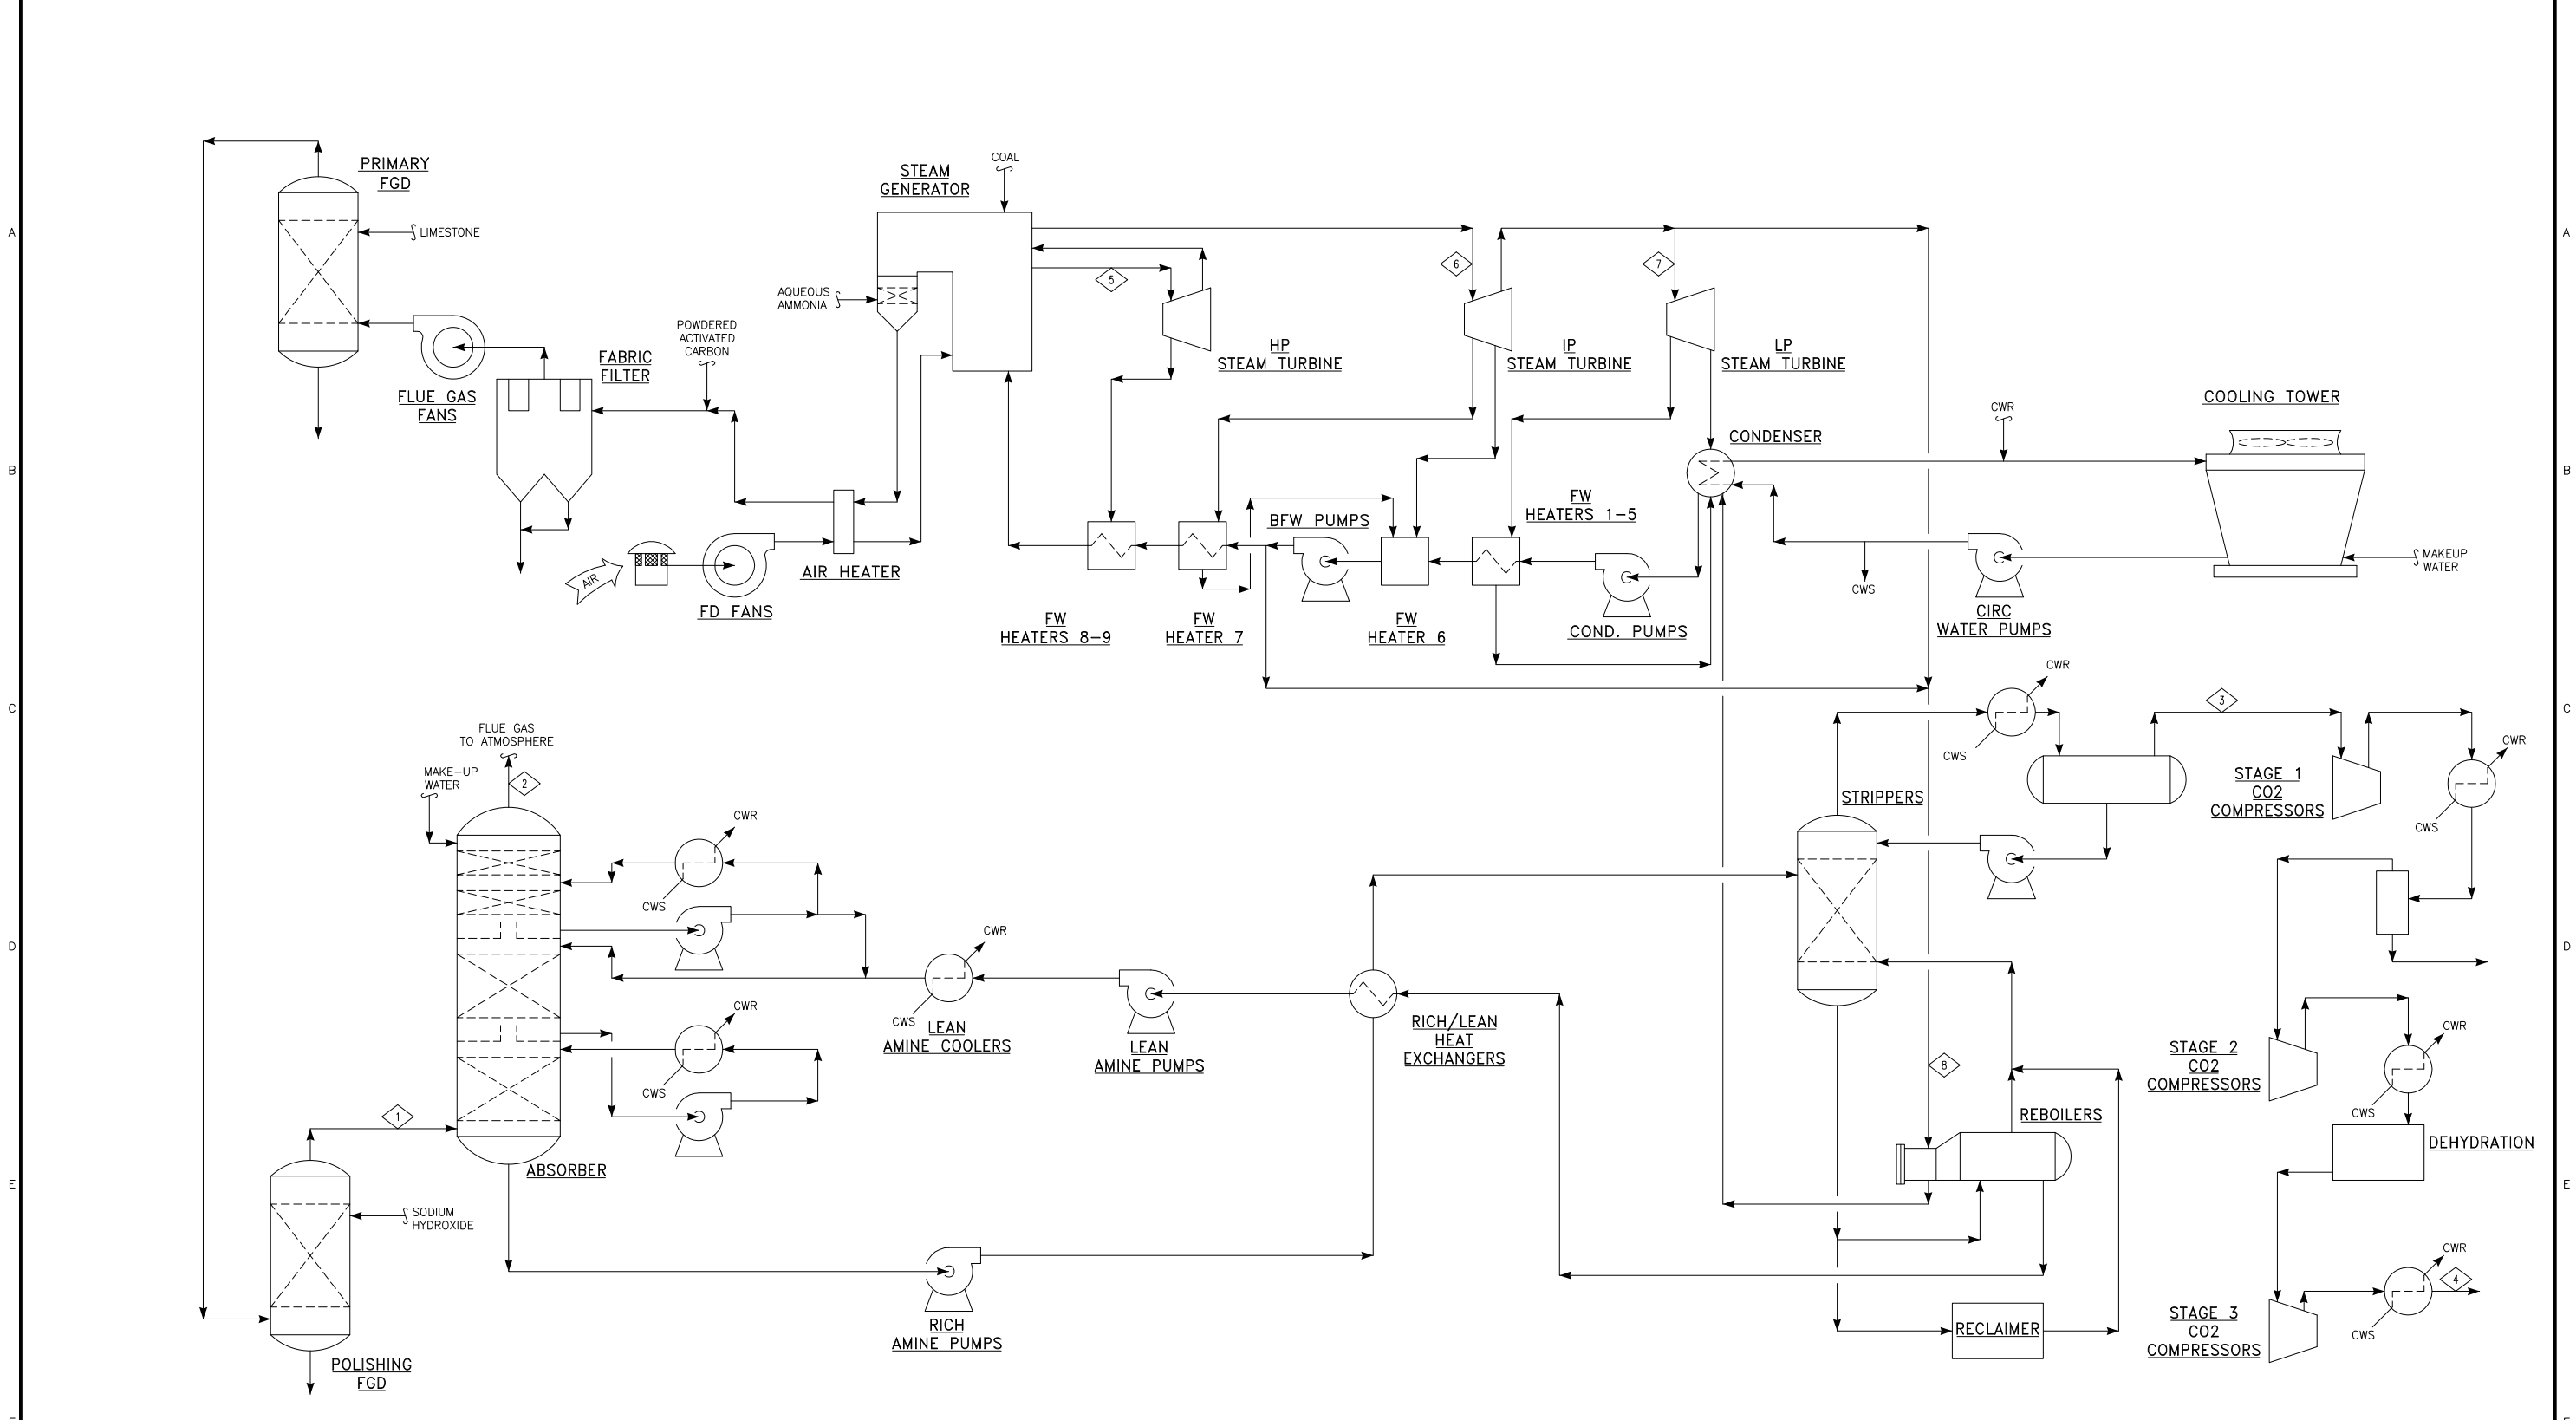 COAL
STEAM
GENERATOR
PRIMARY
FGD
LIMESTONE
A
A
5
6
7
AQUEOUS
AMMONIA
POWDERED
ACTIVATED
CARBON
FABRIC
FILTER
FLUE GAS
FANS
HP
STEAM TURBINE
IP
STEAM TURBINE
LP
STEAM TURBINE
COOLING TOWER
CWR
CONDENSER
B
B
FW
HEATERS 1-5
BFW PUMPS
AIR HEATER
AIR
FD FANS
CWS
MAKEUP
WATER
CIRC
WATER PUMPS
FW
HEATERS 8-9
FW
HEATER 7
FW
HEATER 6
COND. PUMPS
CWR
C
C
3
FLUE GAS
TO ATMOSPHERE
MAKE-UP
WATER
2
CWS
CWR
STAGE 1
CO2
COMPRESSORS
STRIPPERS
CWR
CWS
CWS
CWR
D
D
CWR
CWS
CWS
LEAN
AMINE COOLERS
LEAN
AMINE PUMPS
RICH/LEAN
HEAT
EXCHANGERS
CWR
STAGE 2
CO2
COMPRESSORS
8
CWS
1
CWS
REBOILERS
DEHYDRATION
ABSORBER
E
E
SODIUM
HYDROXIDE
CWR
4
RICH
AMINE PUMPS
RECLAIMER
STAGE 3
CO2
COMPRESSORS
CWS
POLISHING
FGD